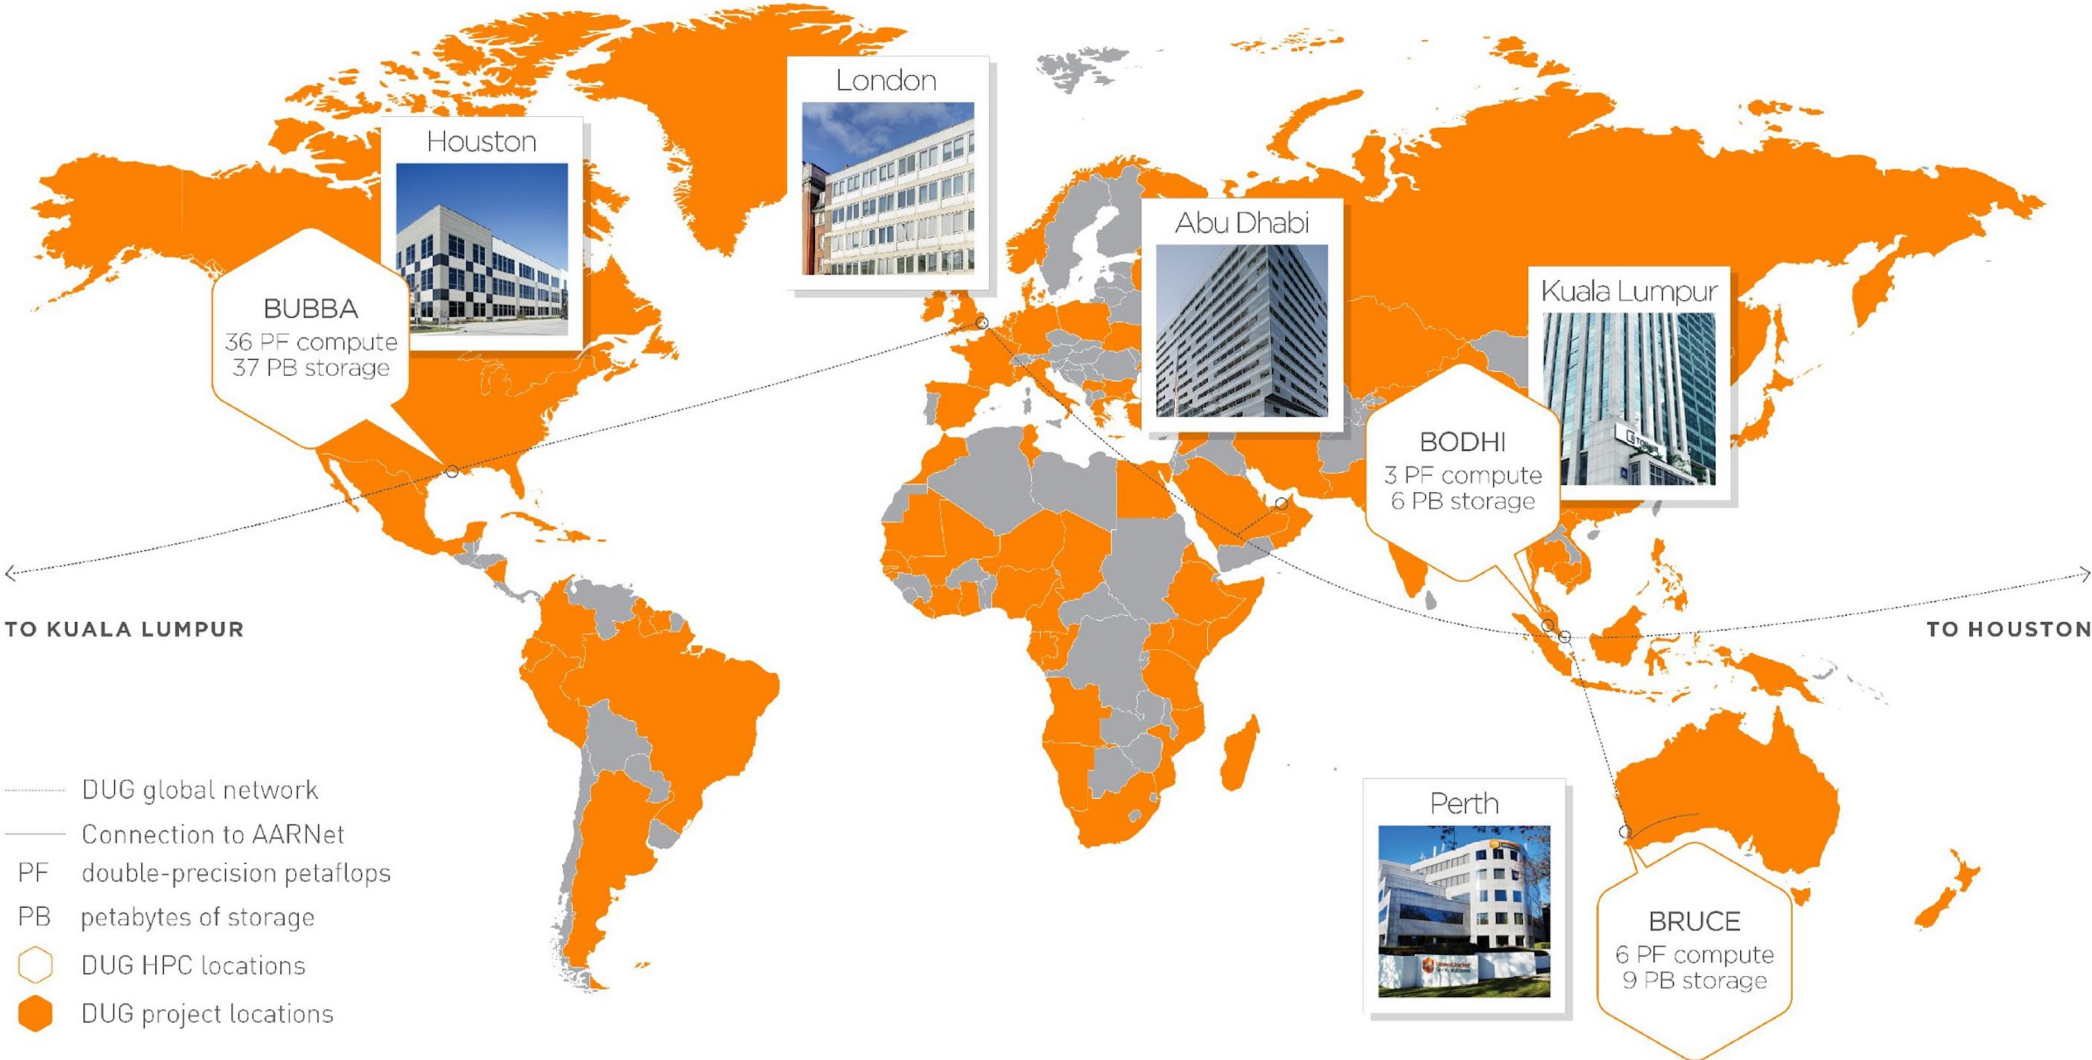 London
Houston
Abu Dhabi
Kuala Lumpur
BUBBA
36 PF compute
37 PB storage
BODHI
3 PF compute
6 PB storage
TO KUALA LUMPUR
TO HOUSTON
Perth
BRUCE
6 PF compute
9 PB storage
DUG global network
Connection to AARNet
PF double-precision petaflops
PB petabytes of storage
DUG HPC locations
DUG project locations